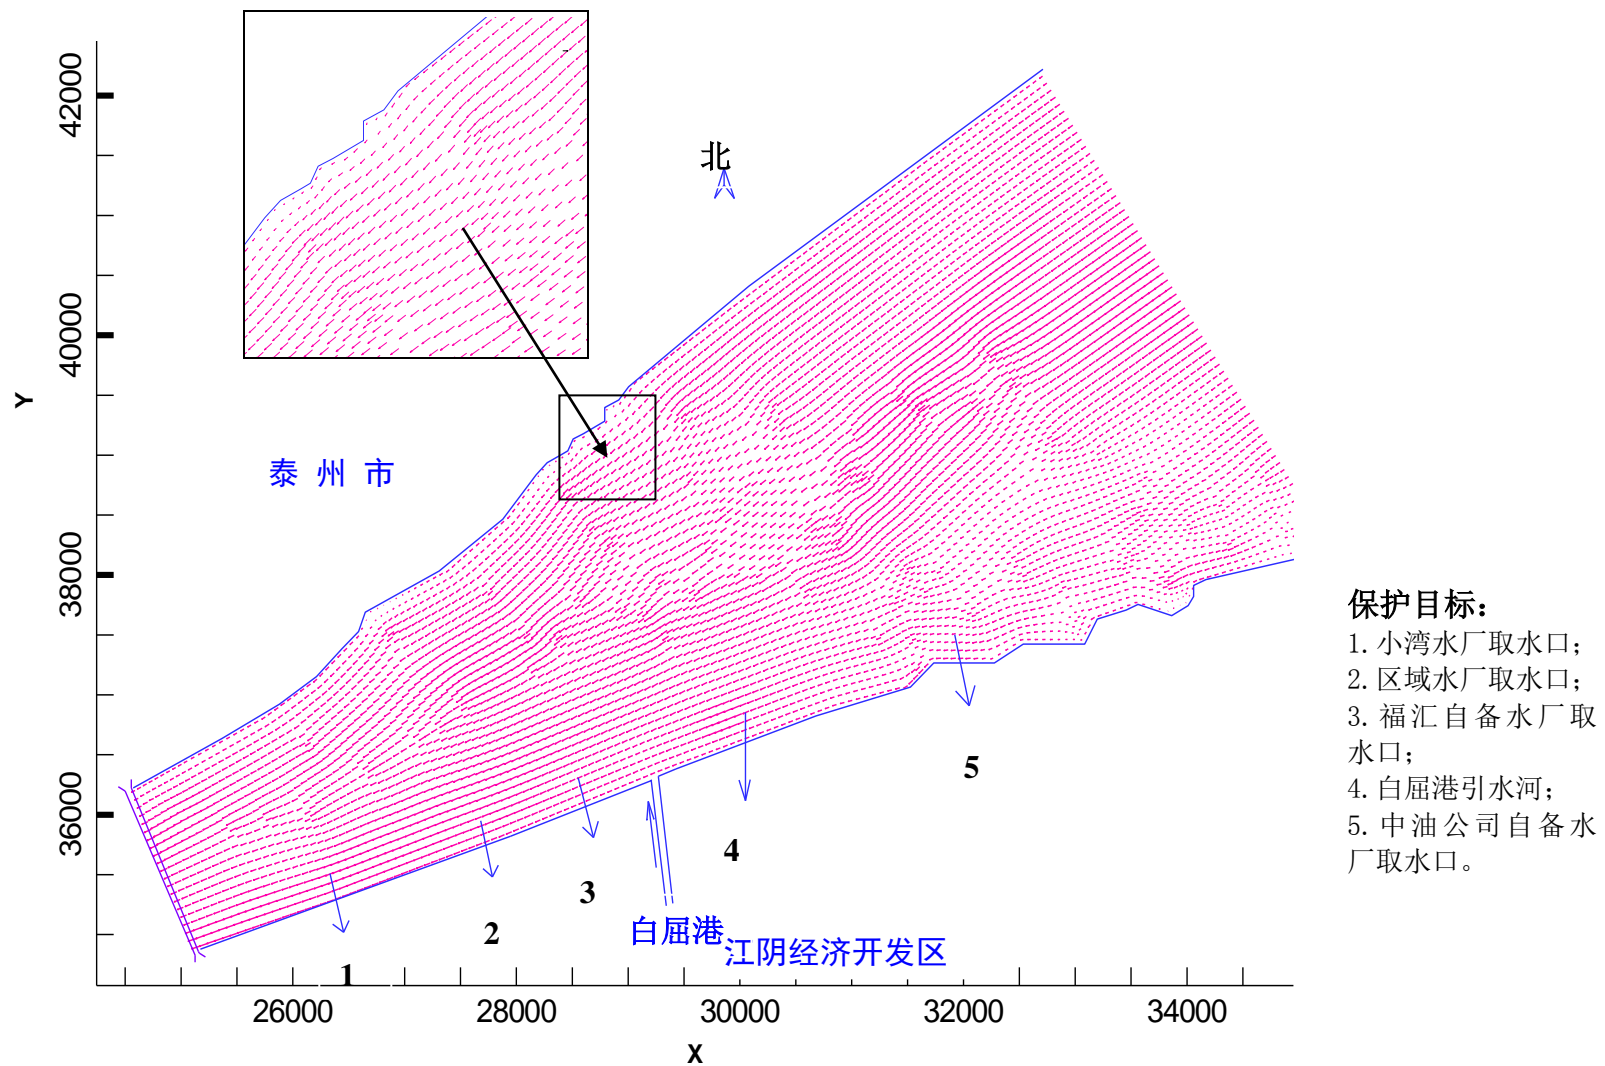 42000
40000
38000
36000
Y
北
泰 州 市
1
2
3
4
5
白屈港
江阴经济开发区
26000
28000
30000
32000
34000
X
保护目标：
1. 小湾水厂取水口；
2. 区域水厂取水口；
3. 福汇自备水厂取
水口；
4. 白屈港引水河；
5. 中油公司自备水
厂取水口。